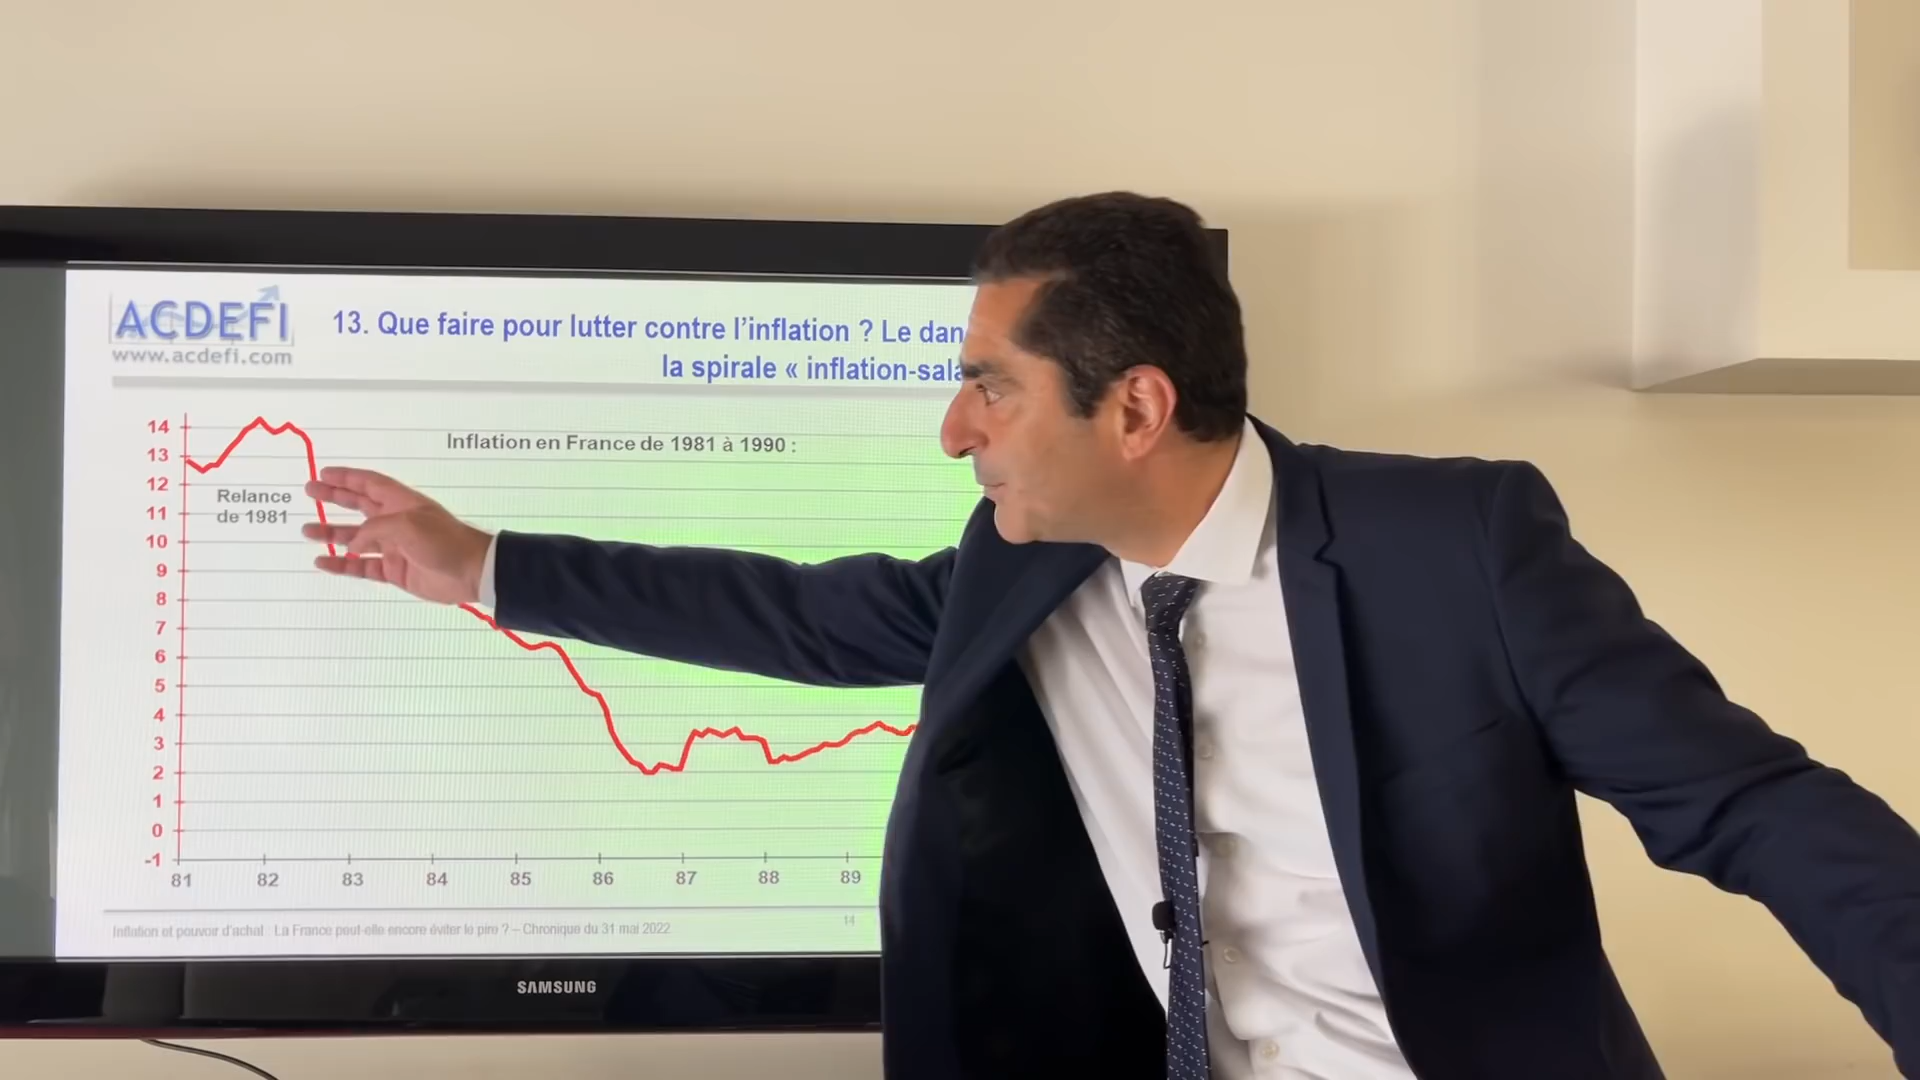 ACDEFI
www.acdefi.com
13. Que faire pour lutter contre l'inflation ? Le dan
la spirale « inflation-sala
Inflation en France de 1981 à 1990 :
Relance
de 1981
14
13
12
11
10
9
8
7
6
5
4
3
2
1
0
-1
81 82 83 84 85 86 87 88 89
Inflation et pouvoir d'achat : La France peut-elle encore éviter le pire ? – Chronique du 31 mai 2022
14
SAMSUNG